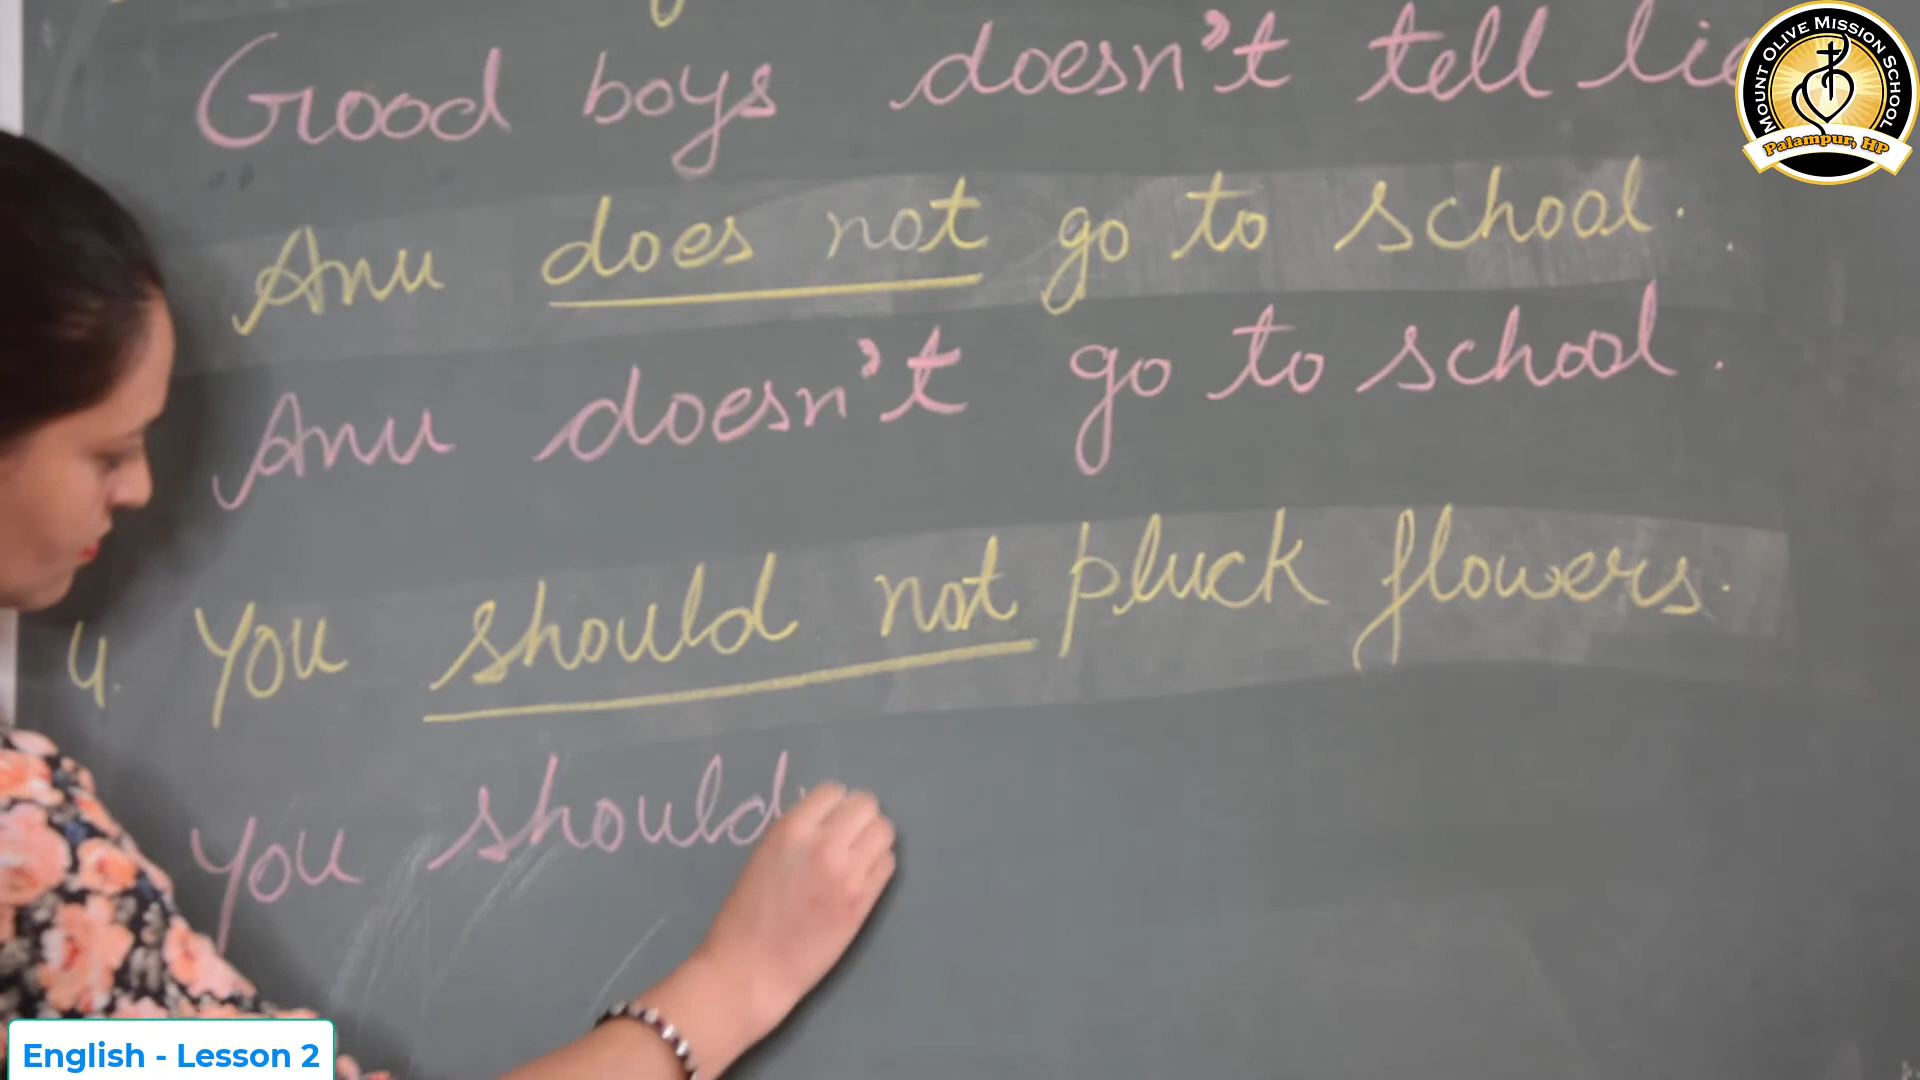 Good boys doesn't tell
Anu does not go to school.
Anu doesn't go to school.
4. You should not pluck flowers.
You should
MOUNT OLIVE MISSION SCHOOL
Palampur, HP
English - Lesson 2